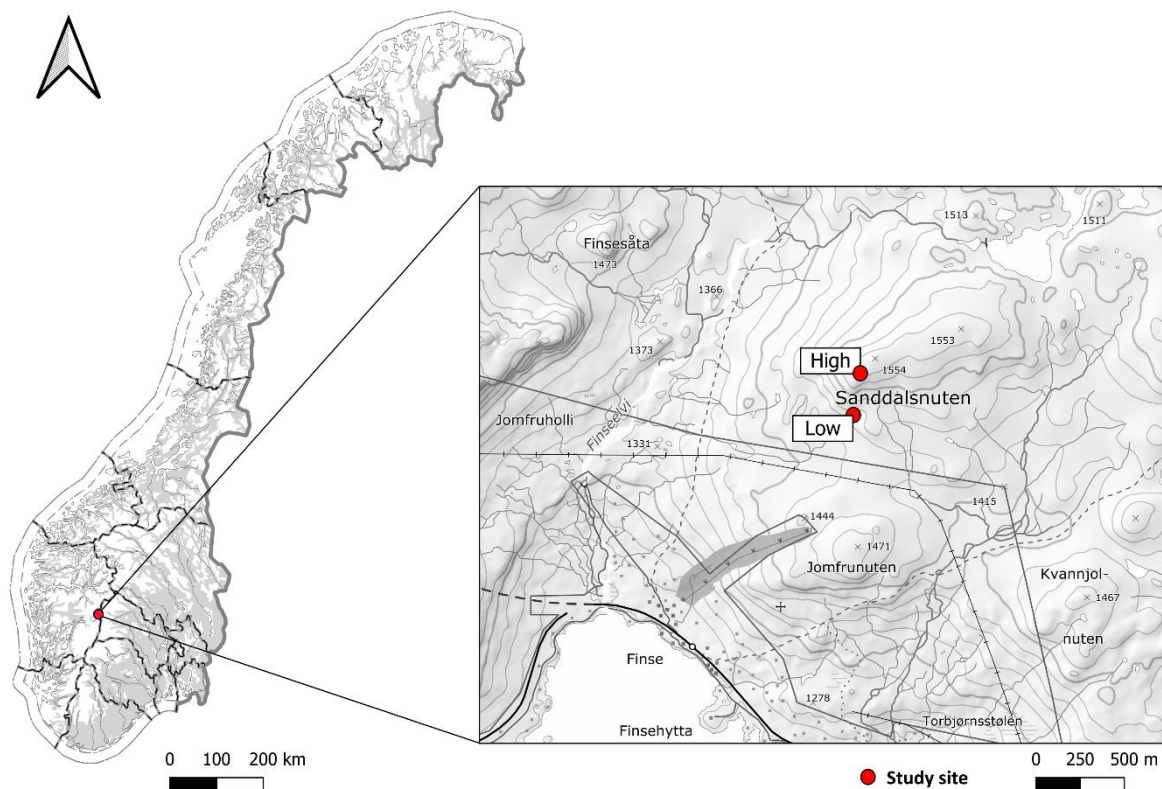 1513
1511
Finsesåta
1473
1366
1373
1553
High
1554
Sanddalsnuten
Low
Jomfruholli
Finseelvi
1331
1415
1444
1471
Jomfrunuten
Kvannjol-
1467
nuten
Finse
1278
Torbjørnsstølen
Finsehytta
0 100 200 km
Study site
0 250 500 m